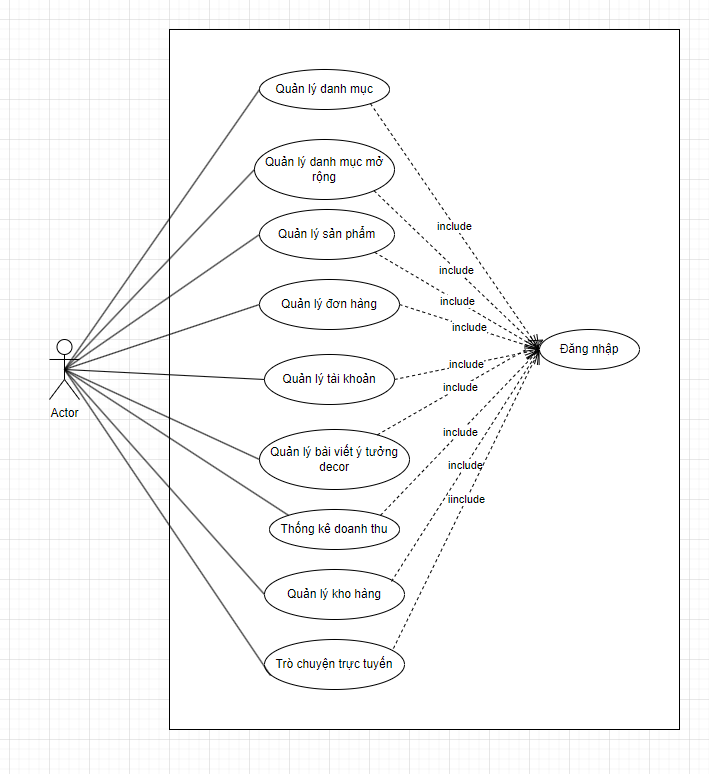 Quản lý danh mục
Quản lý danh mục mở
rộng
include
Quản lý sản phẩm
include
Quản lý đơn hàng
include
include
Đăng nhập
Quản lý tài khoản
include
include
Actor
Quản lý bài viết ý tưởng
decor
include
include
iinclude
Thống kê doanh thu
Quản lý kho hàng
Trò chuyện trực tuyến